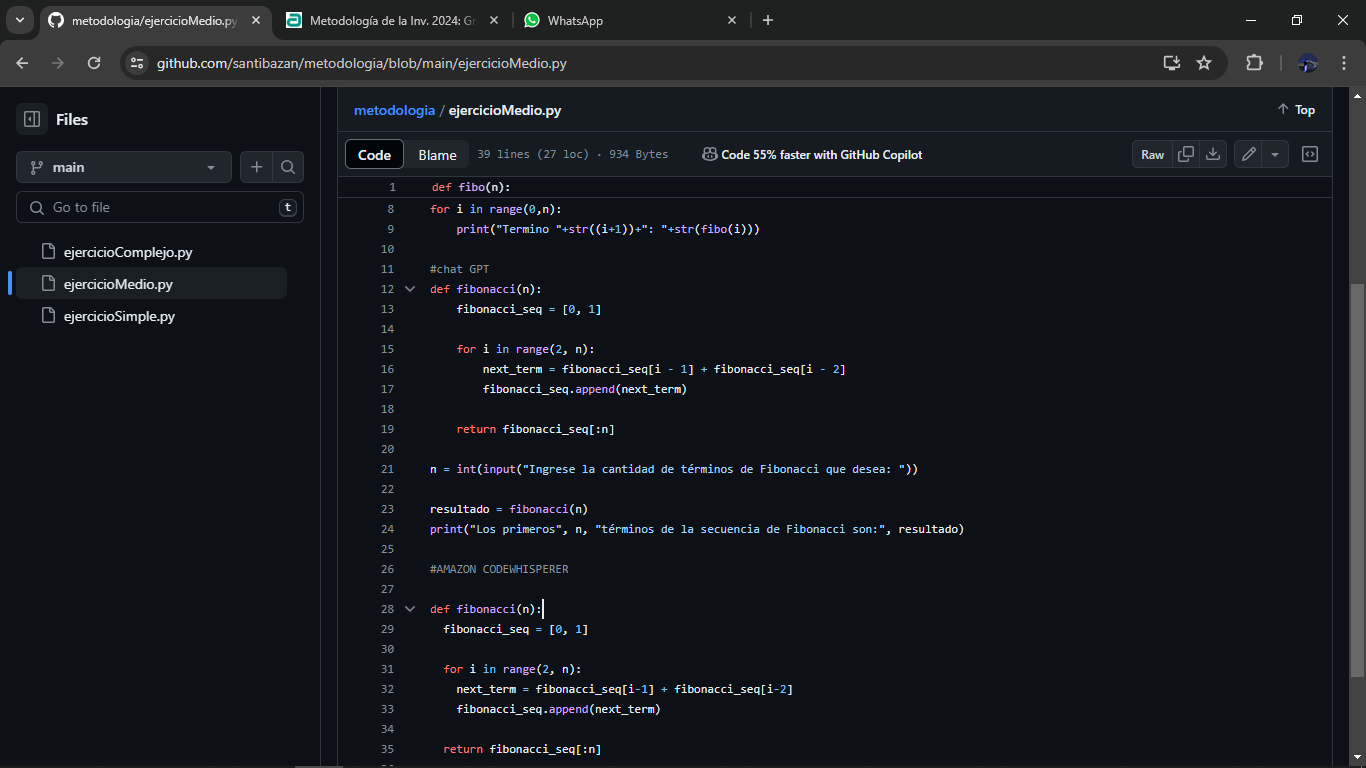 metodologia/ejercicioMedio.py
Metodología de la Inv. 2024: Gr
WhatsApp
github.com/santibazan/metodologia/blob/main/ejercicioMedio.py
Files
main
Go to file
t
ejercicioComplejo.py
ejercicioMedio.py
ejercicioSimple.py
metodologia / ejercicioMedio.py
Top
Code Blame 39 lines (27 loc) · 934 Bytes Code 55% faster with GitHub Copilot Raw
1 def fibo(n):
8 for i in range(0,n):
9 print("Termino "+str((i+1))+": "+str(fibo(i)))
10
11 #chat GPT
12 def fibonacci(n):
13 fibonacci_seq = [0, 1]
14
15 for i in range(2, n):
16 next_term = fibonacci_seq[i - 1] + fibonacci_seq[i - 2]
17 fibonacci_seq.append(next_term)
18
19 return fibonacci_seq[:n]
20
21 n = int(input("Ingrese la cantidad de términos de Fibonacci que desea: "))
22
23 resultado = fibonacci(n)
24 print("Los primeros", n, "términos de la secuencia de Fibonacci son:", resultado)
25
26 #AMAZON CODEWHISPERER
27
28 def fibonacci(n):
29 fibonacci_seq = [0, 1]
30
31 for i in range(2, n):
32 next_term = fibonacci_seq[i-1] + fibonacci_seq[i-2]
33 fibonacci_seq.append(next_term)
34
35 return fibonacci_seq[:n]